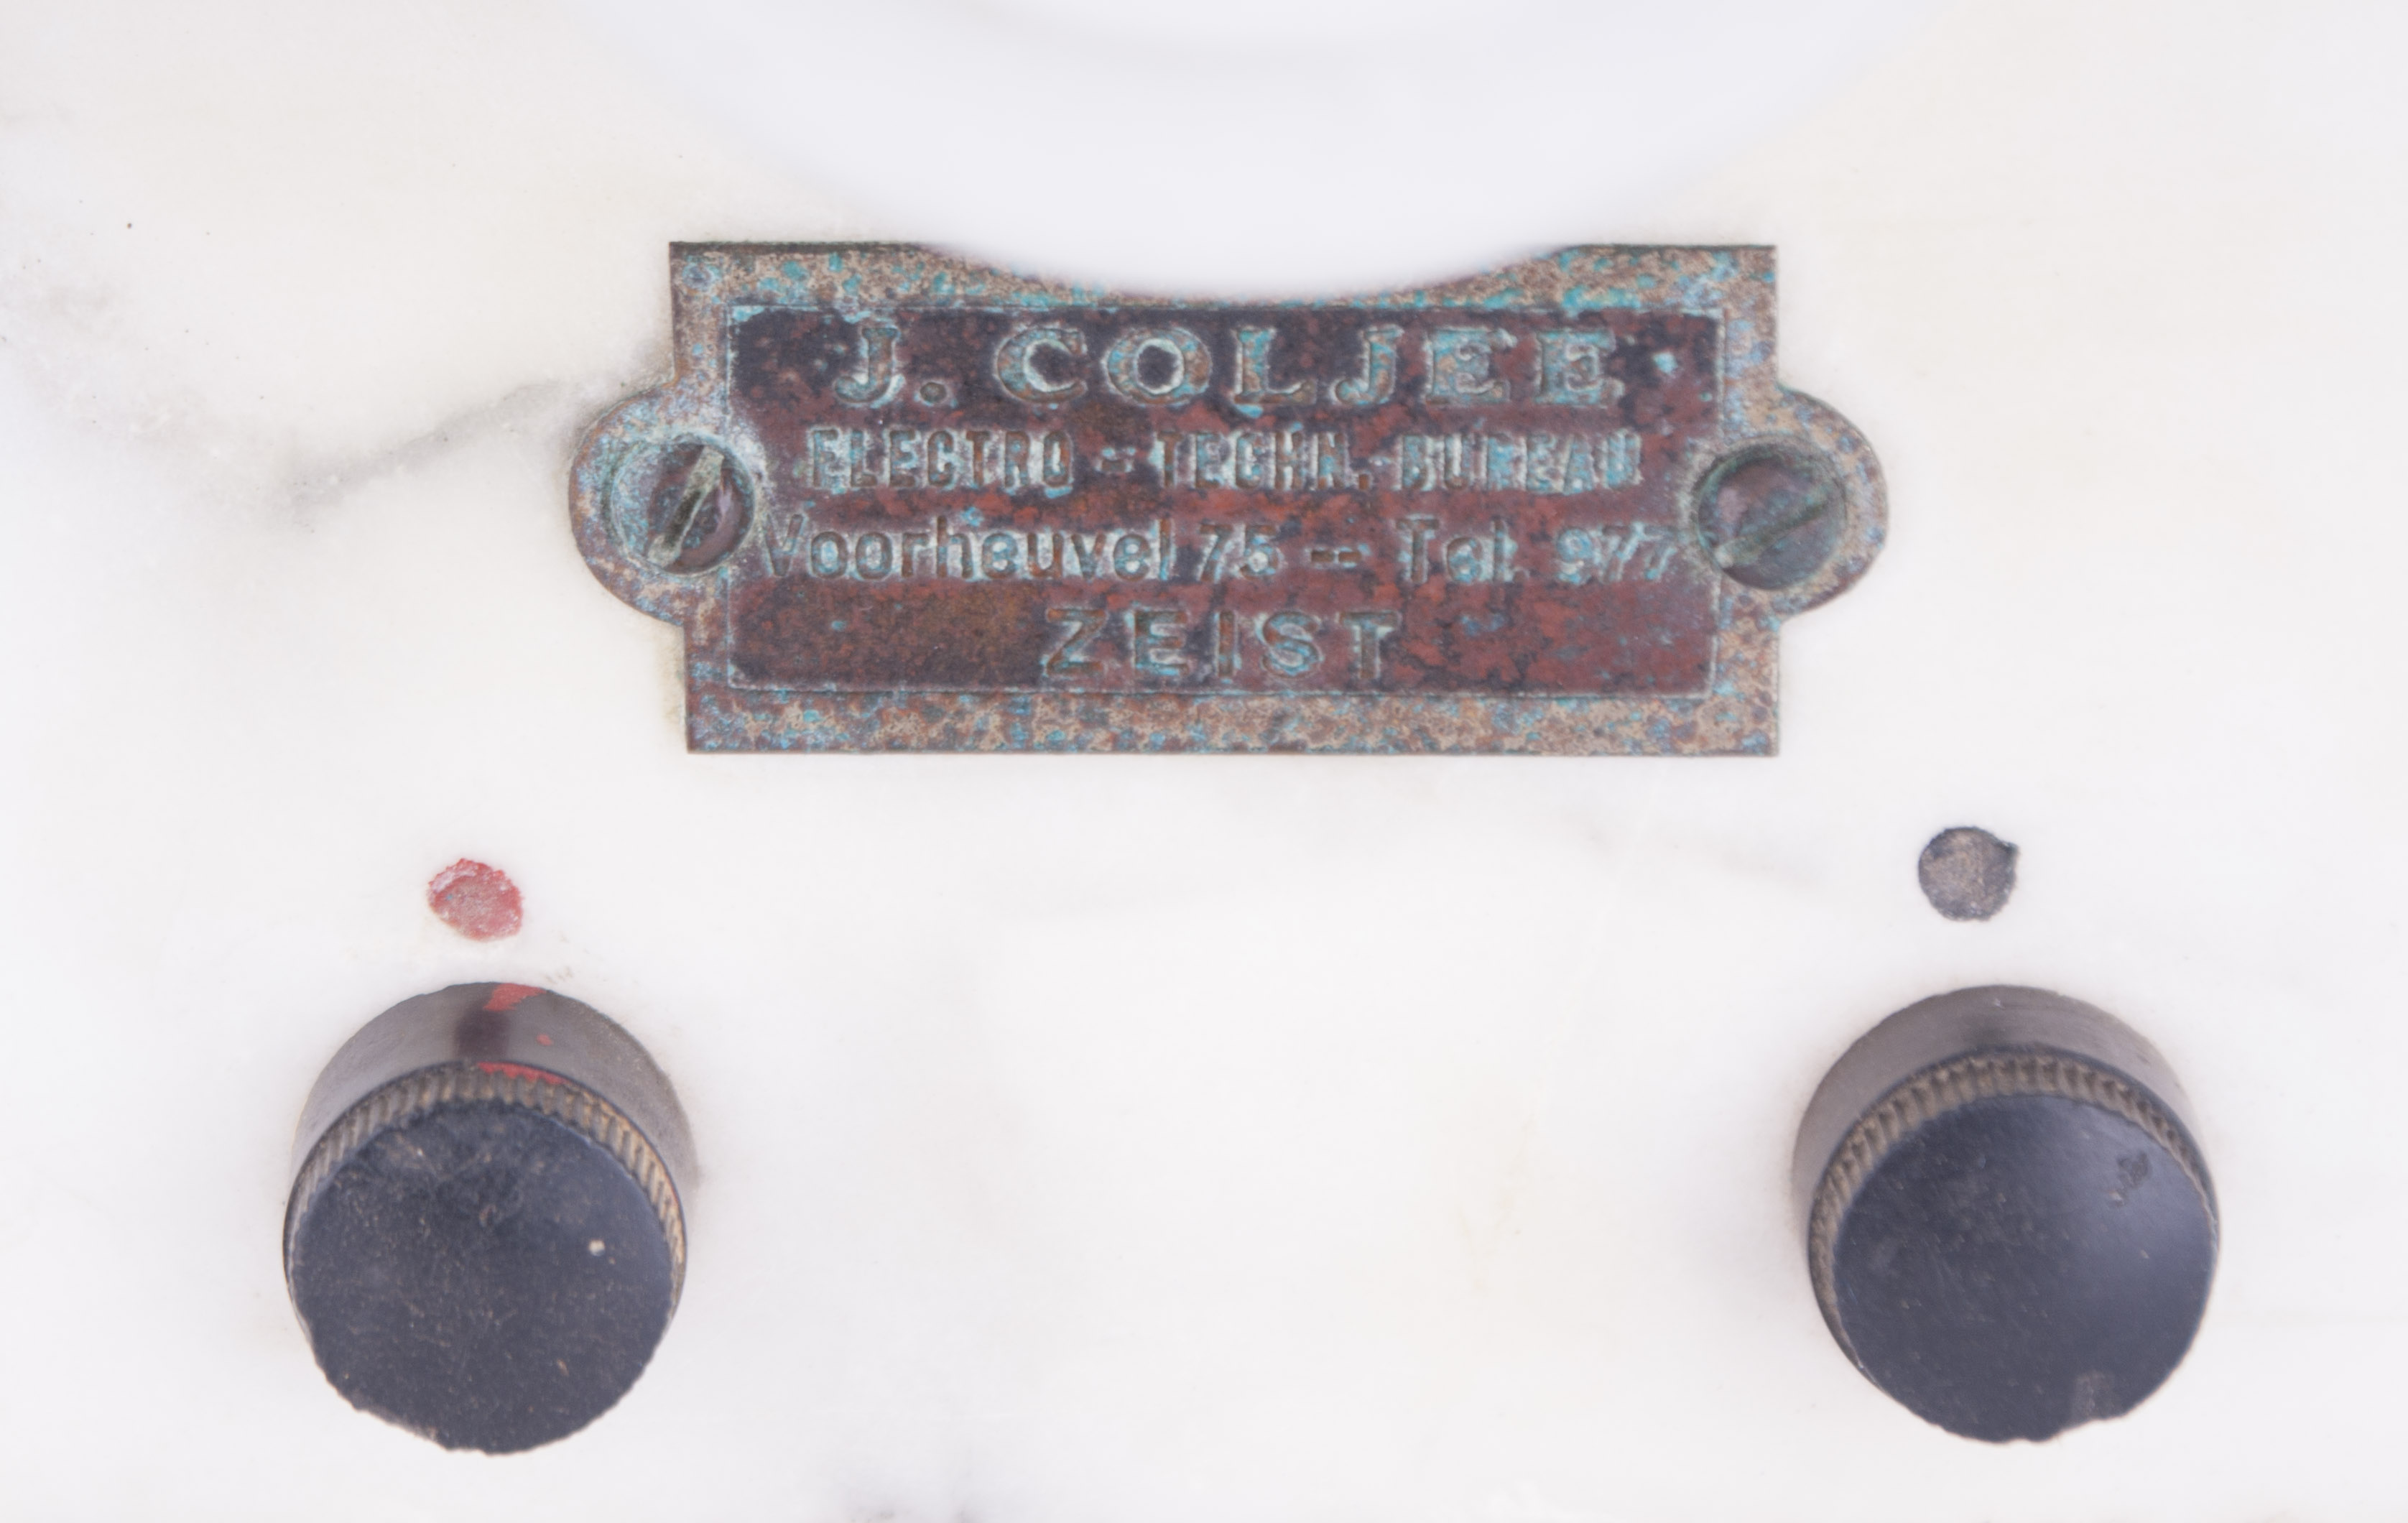 J. COLJEE
ELECTRO - TECHN. BUREAU
Voorheuvel 75 -- Tel. 977
ZEIST